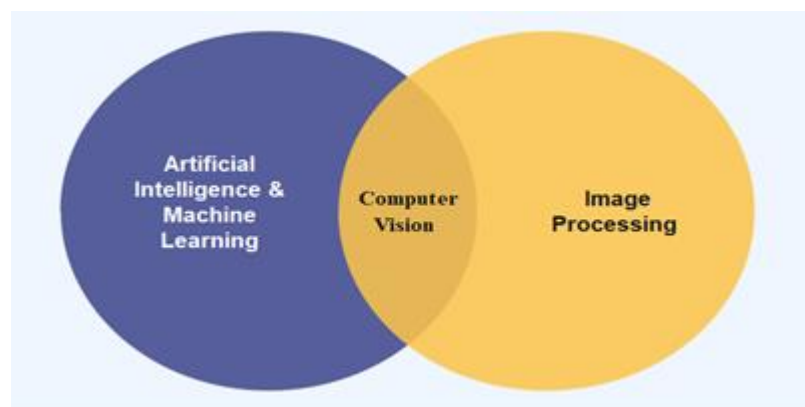 Artificial
Intelligence &
Machine
Learning
Computer
Vision
Image
Processing